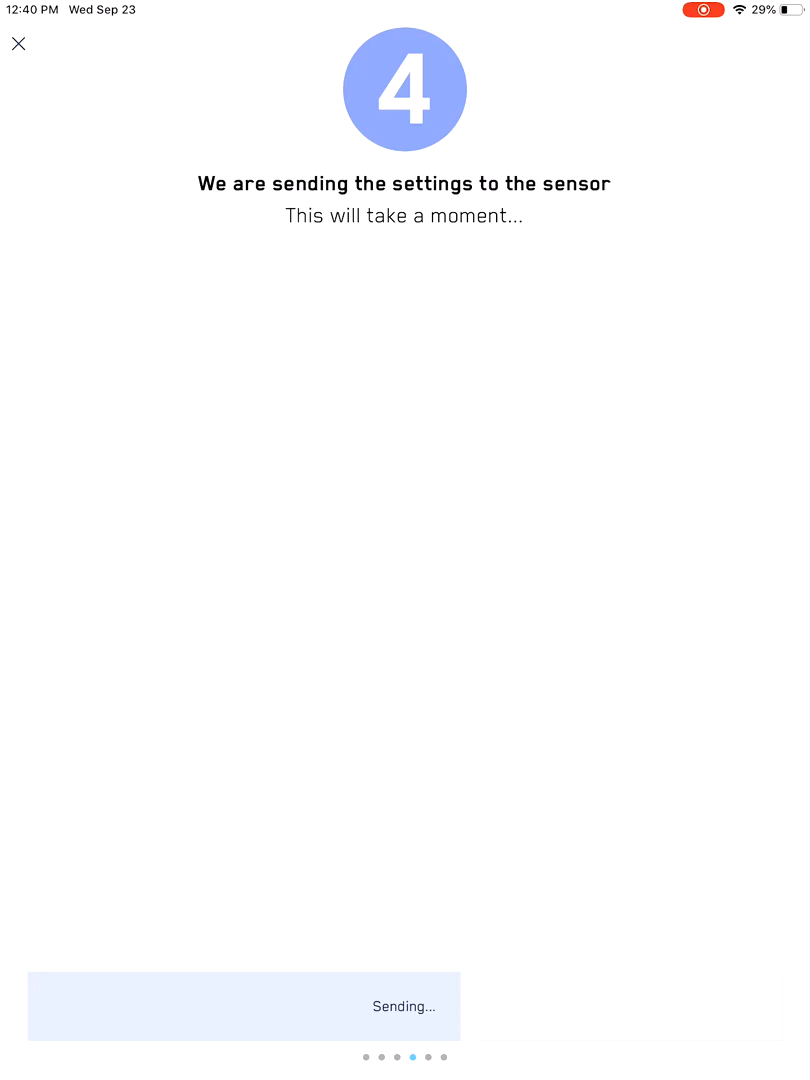 12:40 PM Wed Sep 23
29%
4
We are sending the settings to the sensor
This will take a moment...
Sending...